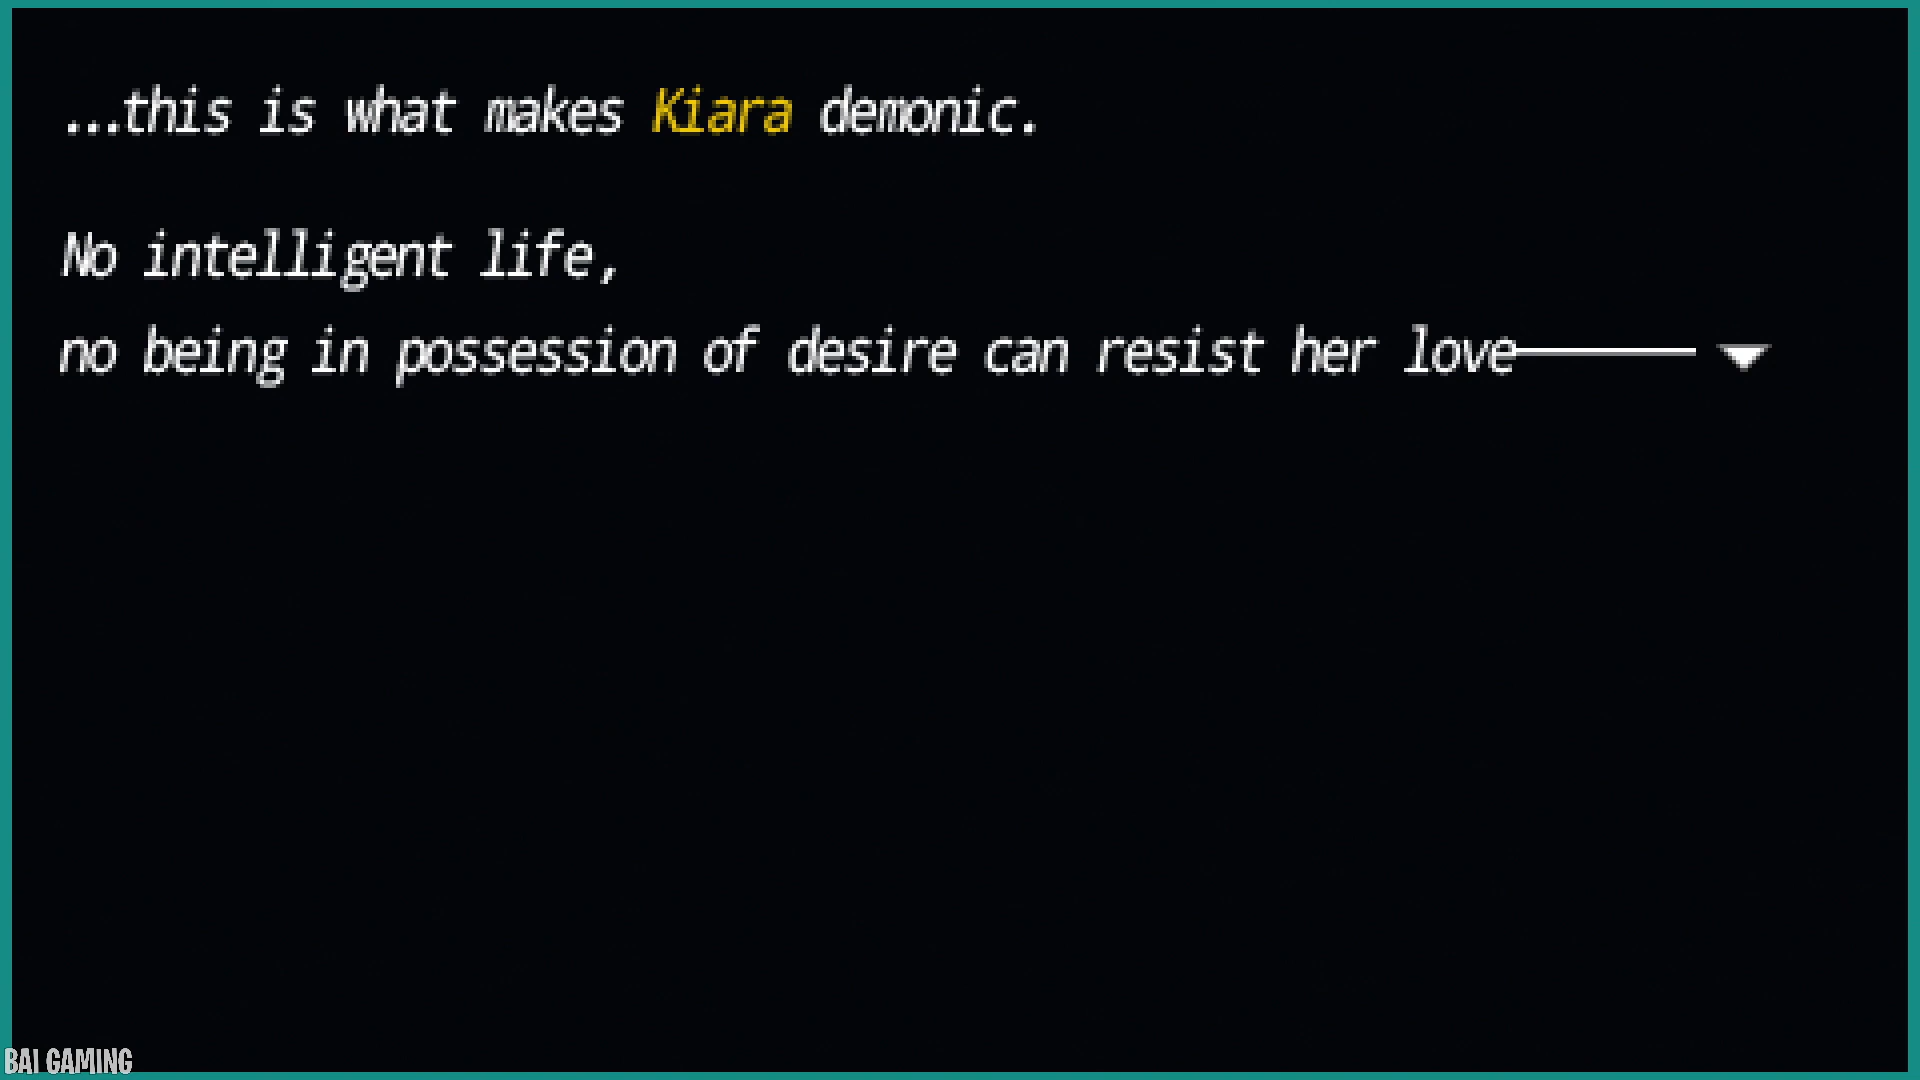 ...this is what makes Kiara demonic.
No intelligent life,
no being in possession of desire can resist her love———
BAI GAMING